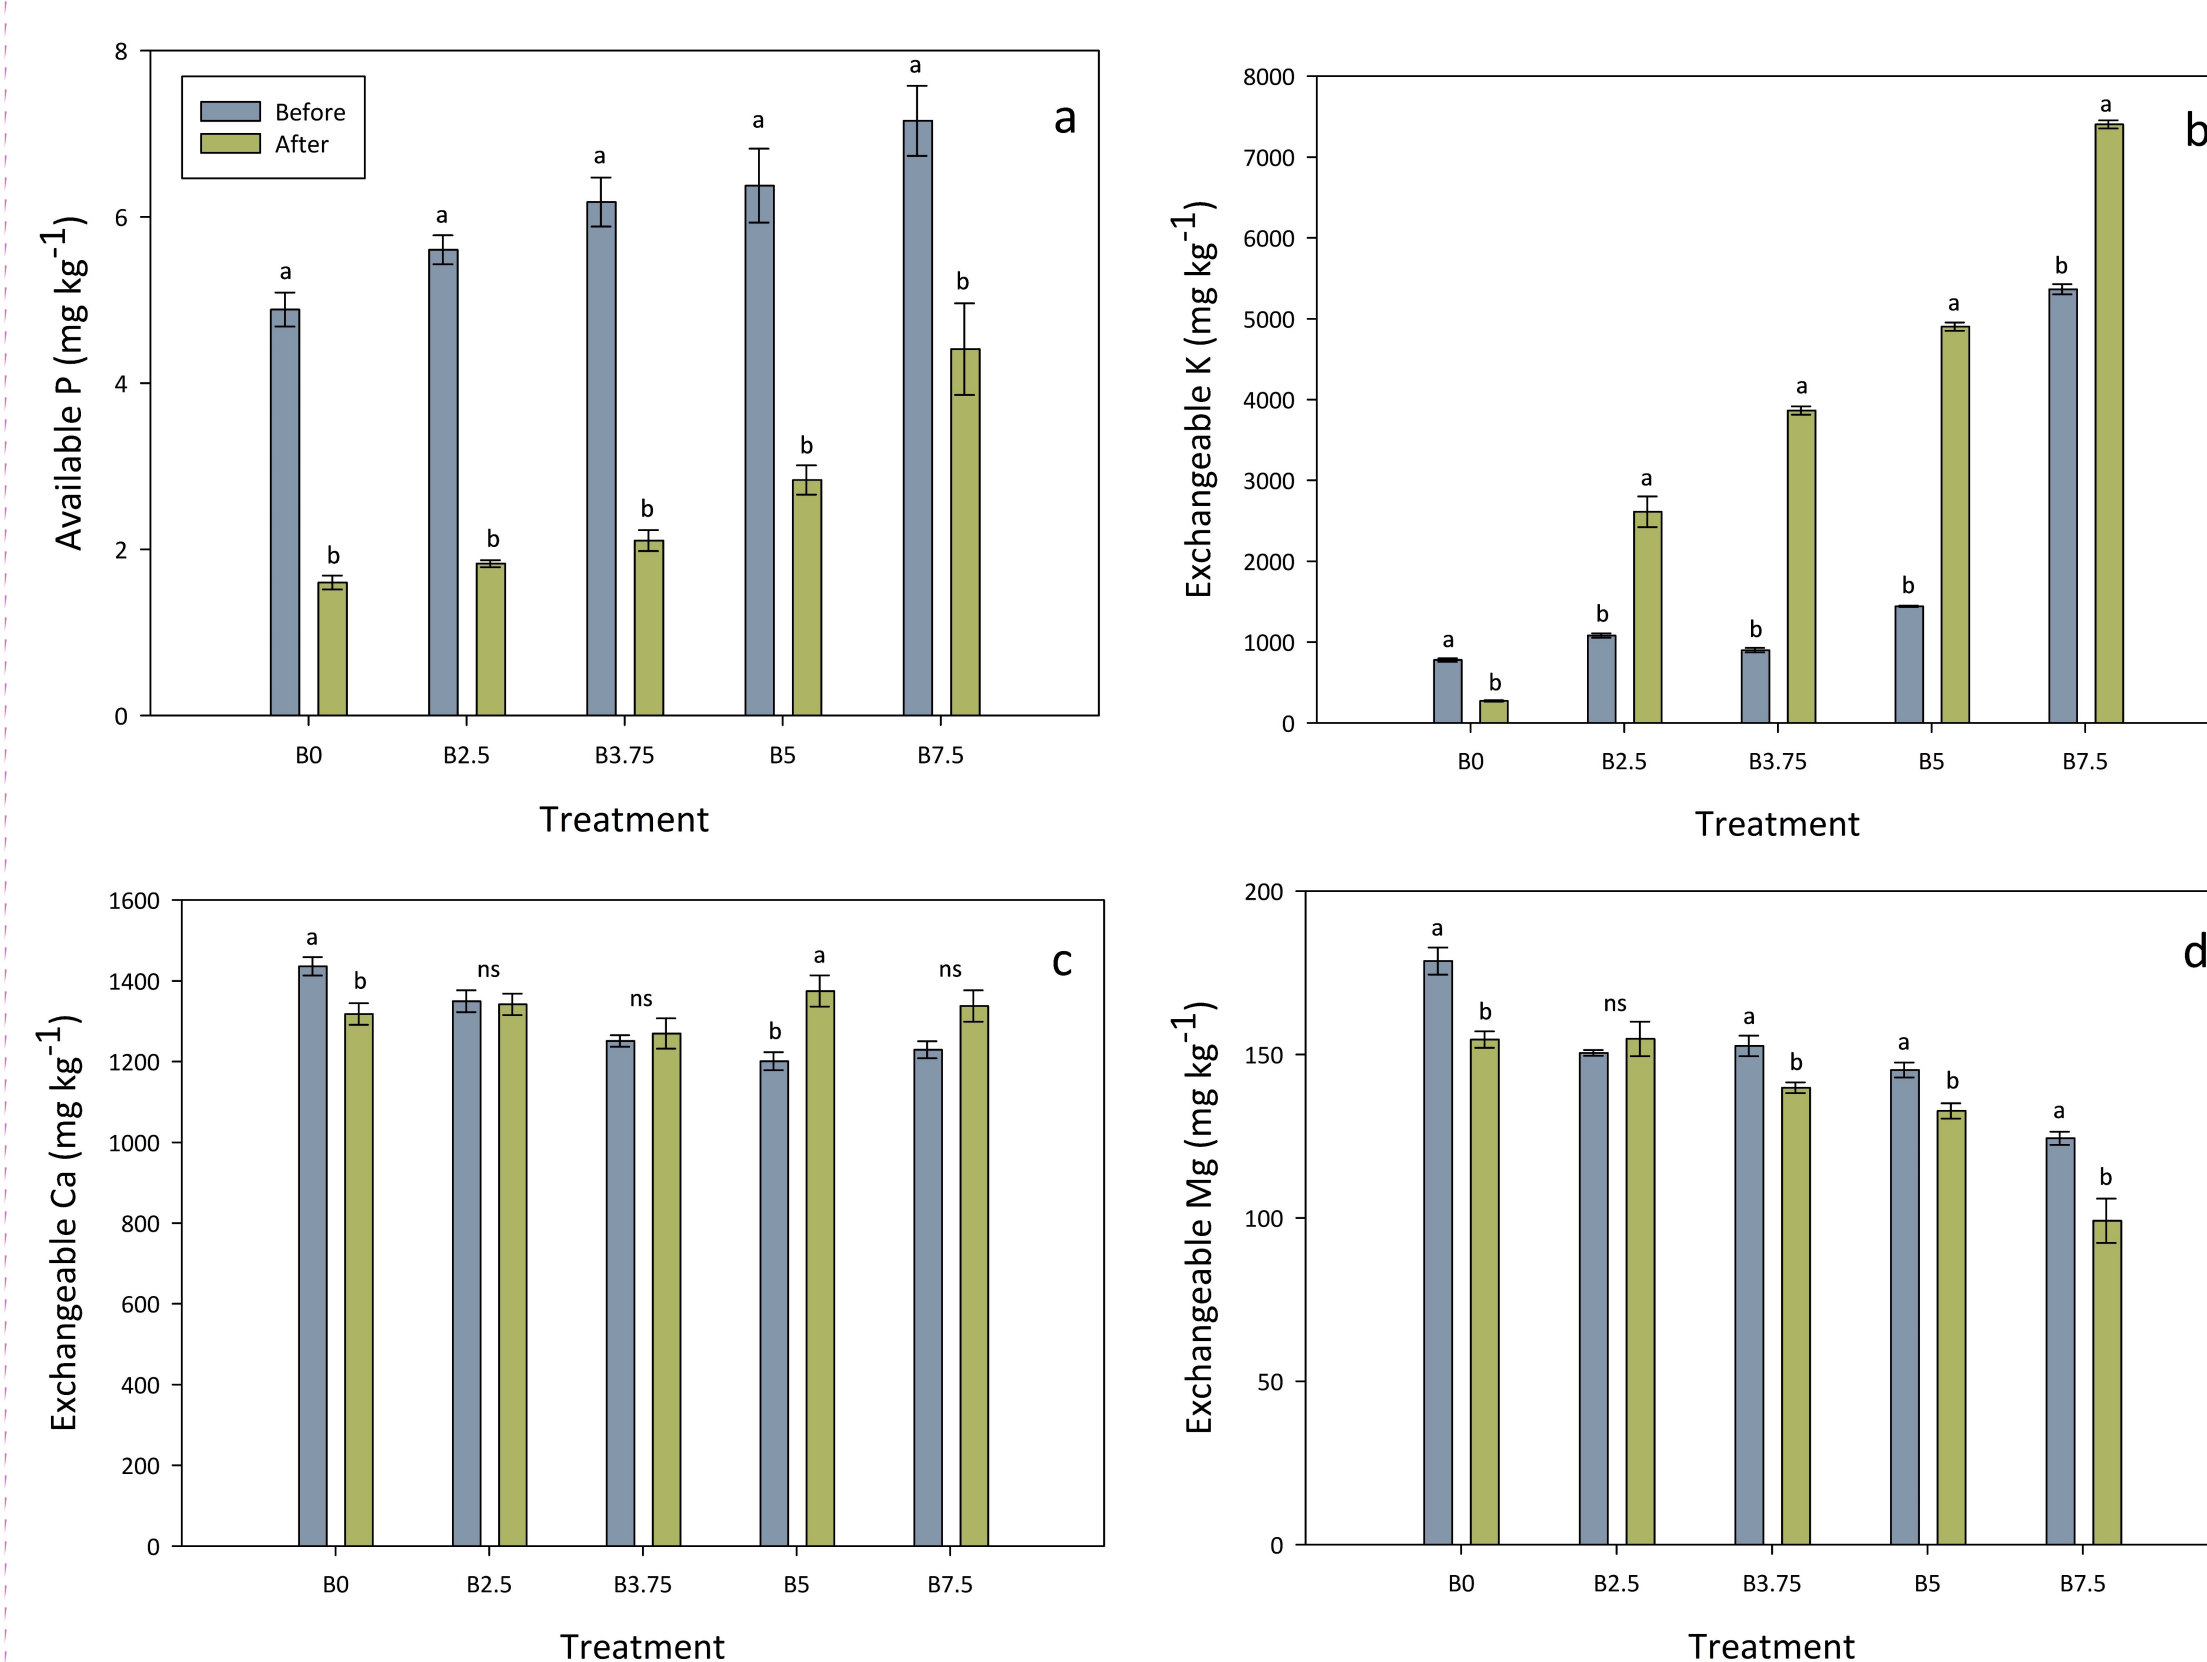 8
6
4
2
0
Available P (mg kg⁻¹)
Before
After
a
a
b
a
b
a
b
a
b
a
b
B0 B2.5 B3.75 B5 B7.5
Treatment
8000
7000
6000
5000
4000
3000
2000
1000
0
Exchangeable K (mg kg⁻¹)
b
a
b
b
a
b
a
b
a
b
a
B0 B2.5 B3.75 B5 B7.5
Treatment
1600
1400
1200
1000
800
600
400
200
0
Exchangeable Ca (mg kg⁻¹)
c
a
b
ns
ns
b
a
ns
B0 B2.5 B3.75 B5 B7.5
Treatment
200
150
100
50
0
Exchangeable Mg (mg kg⁻¹)
d
a
b
ns
a
b
a
b
a
b
B0 B2.5 B3.75 B5 B7.5
Treatment